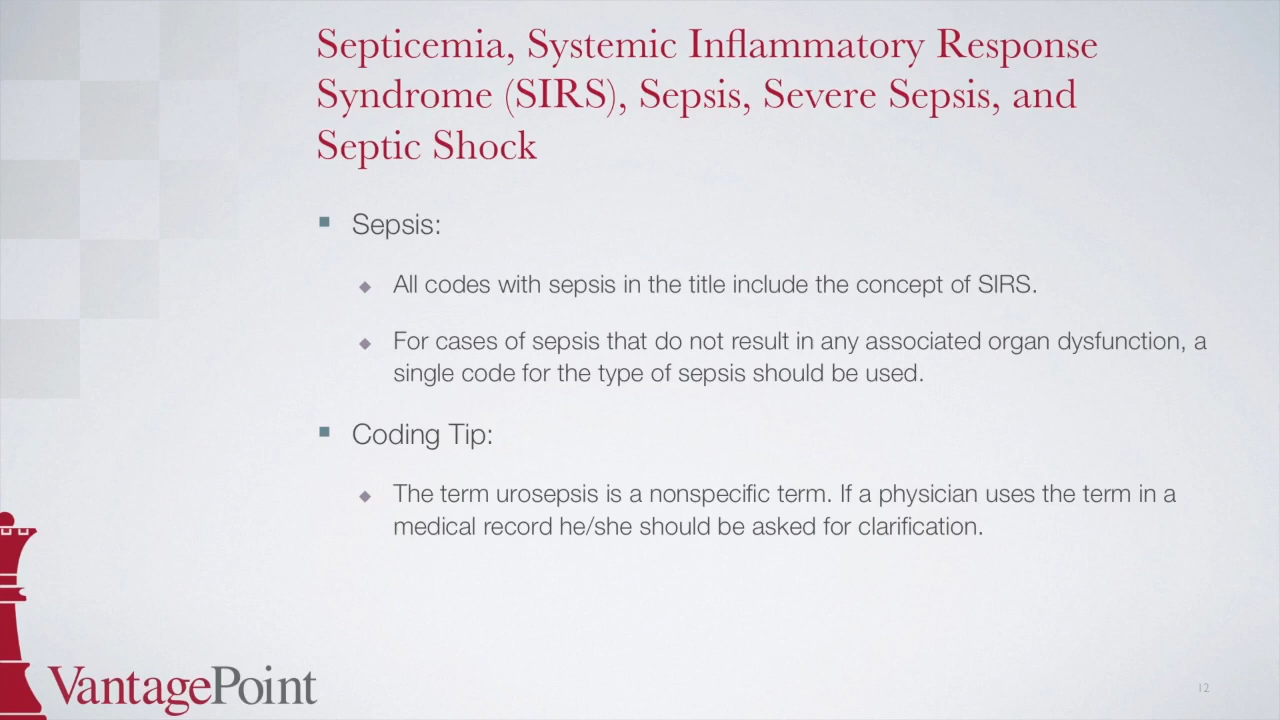 Septicemia, Systemic Inflammatory Response
Syndrome (SIRS), Sepsis, Severe Sepsis, and
Septic Shock
Sepsis:
All codes with sepsis in the title include the concept of SIRS.
For cases of sepsis that do not result in any associated organ dysfunction, a
single code for the type of sepsis should be used.
Coding Tip:
The term urosepsis is a nonspecific term. If a physician uses the term in a
medical record he/she should be asked for clarification.
VantagePoint
12